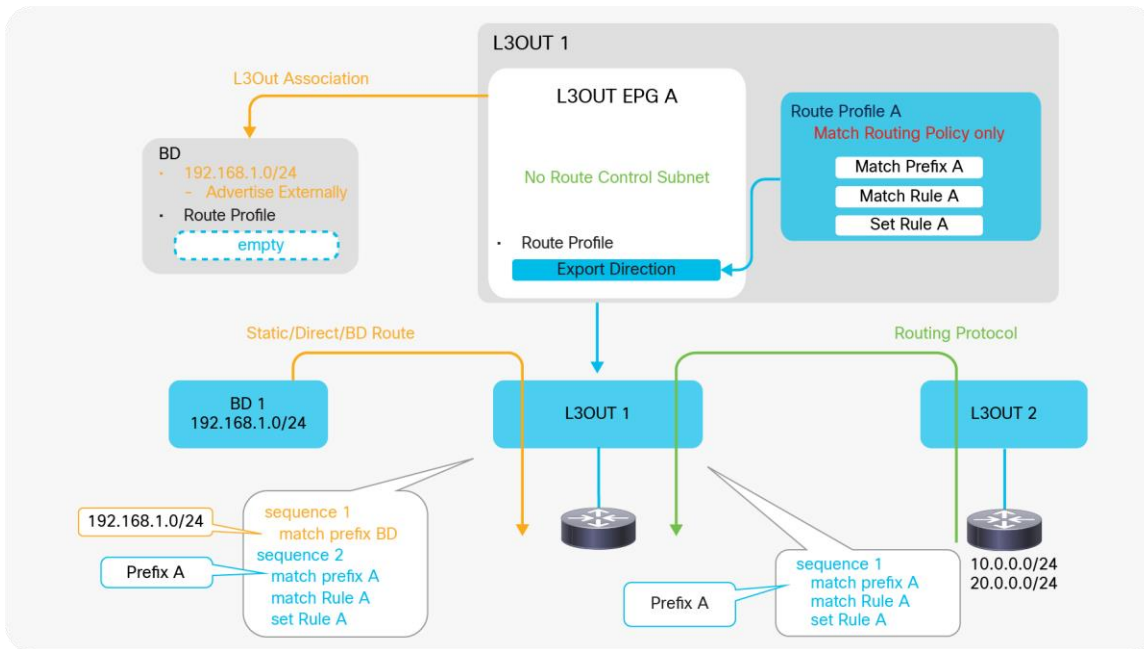 L3OUT 1
L3Out Association
L3OUT EPG A
Route Profile A
Match Routing Policy only
Match Prefix A
Match Rule A
Set Rule A
BD
· 192.168.1.0/24
– Advertise Externally
· Route Profile
empty
No Route Control Subnet
· Route Profile
Export Direction
Static/Direct/BD Route
Routing Protocol
BD 1
192.168.1.0/24
L3OUT 1
L3OUT 2
192.168.1.0/24
Prefix A
sequence 1
match prefix BD
sequence 2
match prefix A
match Rule A
set Rule A
Prefix A
sequence 1
match prefix A
match Rule A
set Rule A
10.0.0.0/24
20.0.0.0/24